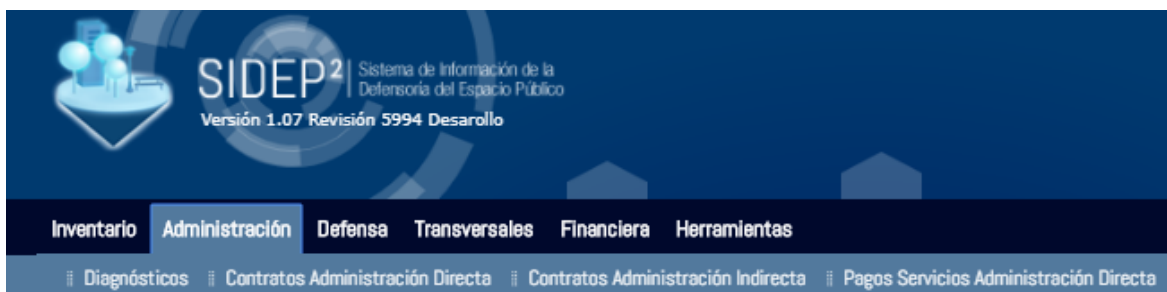 SIDEP² Sistema de Información de la
Defensoría del Espacio Público
Versión 1.07 Revisión 5994 Desarollo
Inventario Administración Defensa Transversales Financiera Herramientas
Diagnósticos Contratos Administración Directa Contratos Administración Indirecta Pagos Servicios Administración Directa